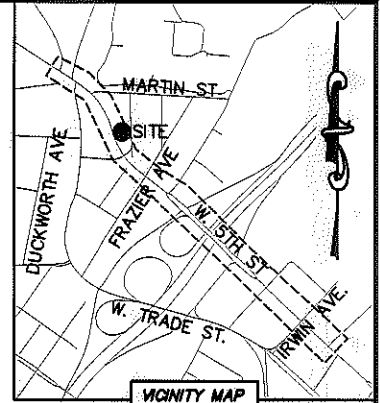 MARTIN ST
SITE
DUCKWORTH AVE
FRAZIER AVE
W. 5TH ST
W. TRADE ST.
IRWIN AVE.
VICINITY MAP